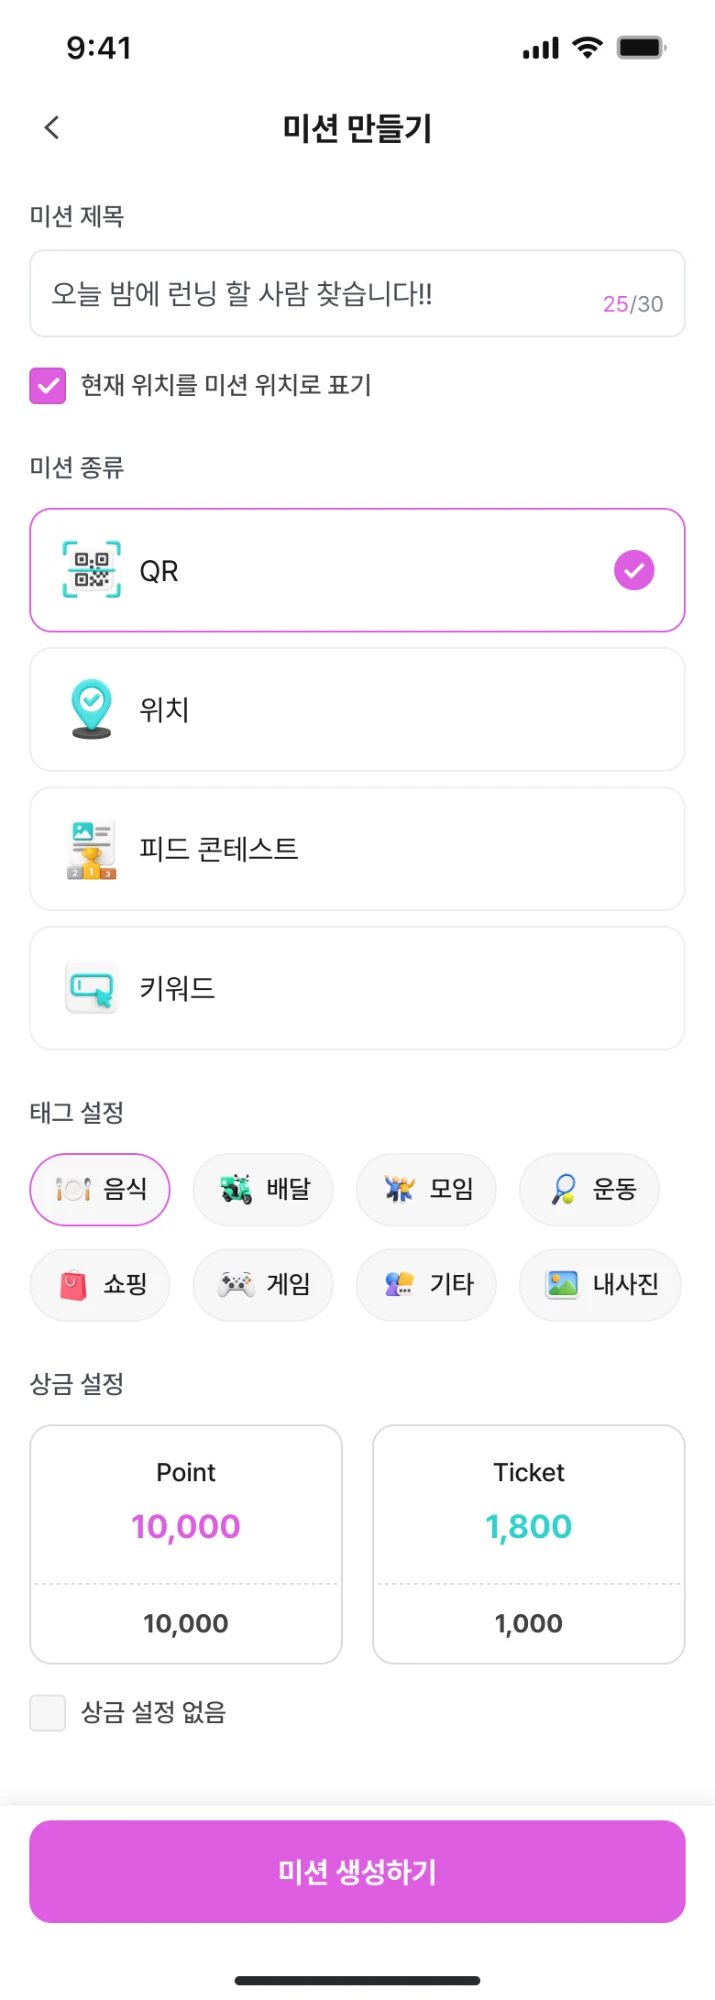 9:41
미션 만들기
미션 제목
오늘 밤에 런닝 할 사람 찾습니다!!
25/30
현재 위치를 미션 위치로 표기
미션 종류
QR
위치
2 1 3
피드 콘테스트
키워드
태그 설정
음식 배달 모임 운동
쇼핑 게임 기타 내사진
상금 설정
Point Ticket
10,000 1,800
10,000 1,000
상금 설정 없음
미션 생성하기